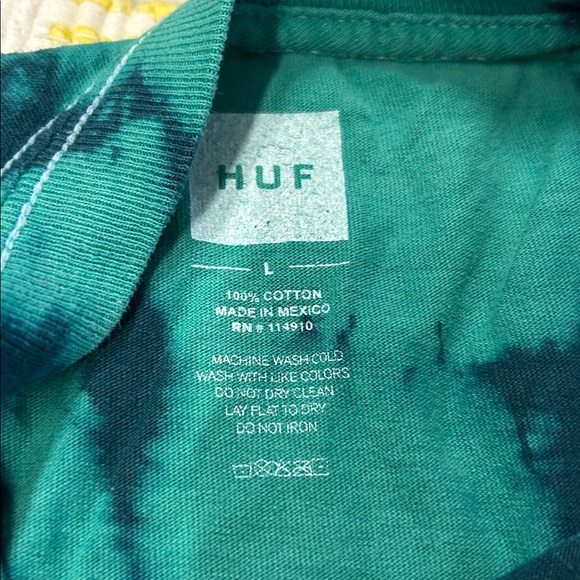 HUF
L
100% COTTON
MADE IN MEXICO
RN # 114910
MACHINE WASH COLD
WASH WITH LIKE COLORS
DO NOT DRY CLEAN
LAY FLAT TO DRY
DO NOT IRON